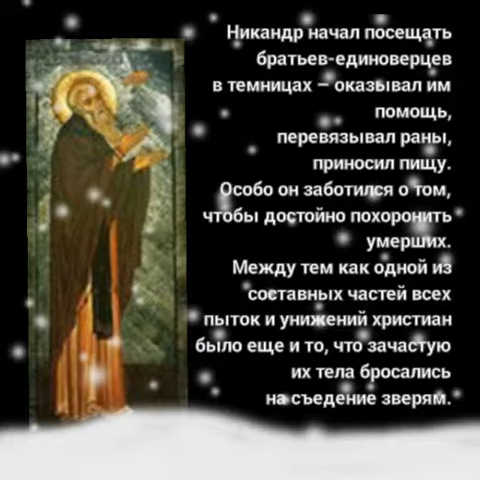 Никандр начал посещать
братьев-единоверцев
в темницах – оказывал им
помощь,
перевязывал раны,
приносил пищу.
Особо он заботился о том,
чтобы достойно похоронить
умерших.
Между тем как одной из
составных частей всех
пыток и унижений христиан
было еще и то, что зачастую
их тела бросались
на съедение зверям.